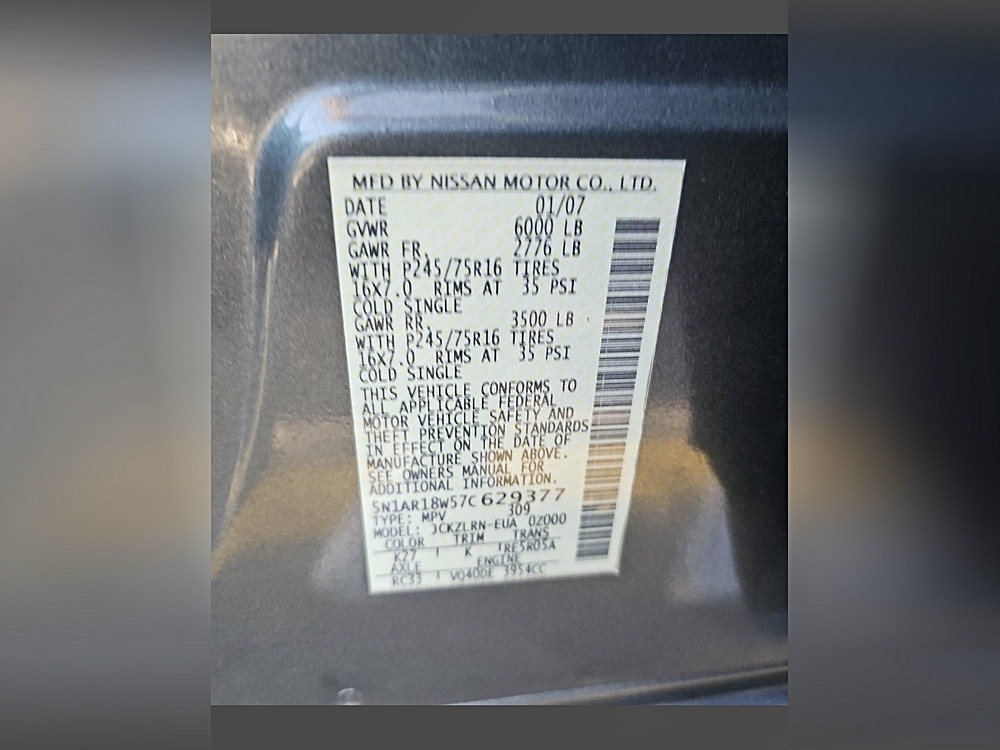 MFD BY NISSAN MOTOR CO., LTD.
DATE 01/07
GVWR 6000 LB
GAWR FR. 2776 LB
WITH P245/75R16 TIRES
16X7.0 RIMS AT 35 PSI
COLD SINGLE
GAWR RR. 3500 LB
WITH P245/75R16 TIRES
16X7.0 RIMS AT 35 PSI
COLD SINGLE
THIS VEHICLE CONFORMS TO
ALL APPLICABLE FEDERAL
MOTOR VEHICLE SAFETY AND
THEFT PREVENTION STANDARDS
IN EFFECT ON THE DATE OF
MANUFACTURE SHOWN ABOVE.
SEE OWNERS MANUAL FOR
ADDITIONAL INFORMATION.
5N1AR18W57C629377
TYPE: MPV 309
MODEL: JCKZLRN-EUA 0Z000
COLOR TRIM TRANS
K27 K TRE5R05A
AXLE ENGINE
RC33 VQ40DE 3954CC